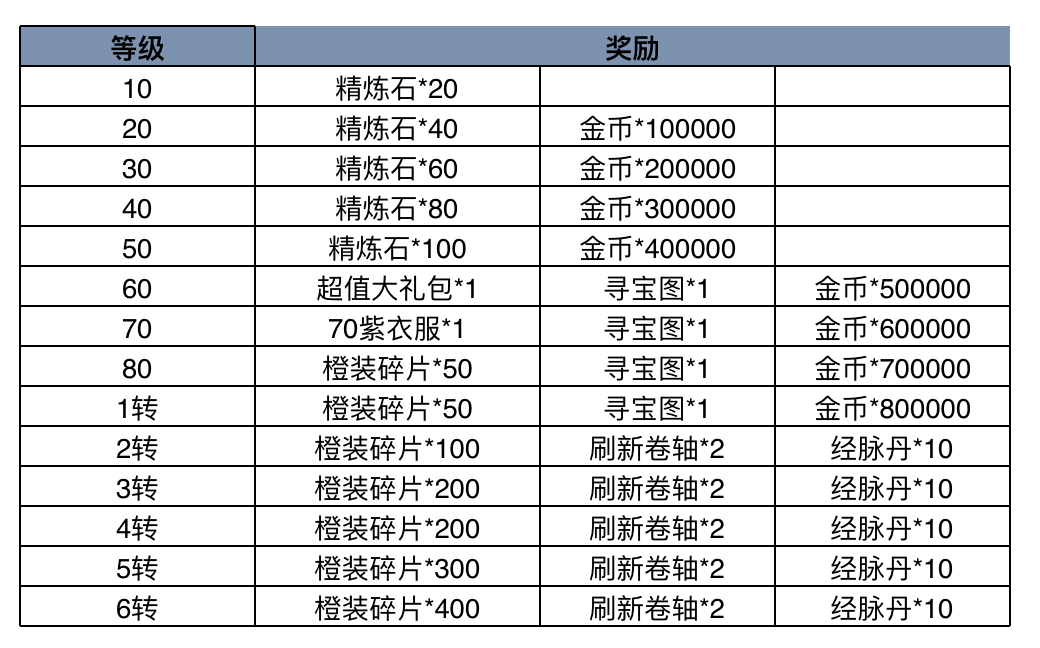 等级 奖励
10 精炼石*20
20 精炼石*40 金币*100000
30 精炼石*60 金币*200000
40 精炼石*80 金币*300000
50 精炼石*100 金币*400000
60 超值大礼包*1 寻宝图*1 金币*500000
70 70紫衣服*1 寻宝图*1 金币*600000
80 橙装碎片*50 寻宝图*1 金币*700000
1转 橙装碎片*50 寻宝图*1 金币*800000
2转 橙装碎片*100 刷新卷轴*2 经脉丹*10
3转 橙装碎片*200 刷新卷轴*2 经脉丹*10
4转 橙装碎片*200 刷新卷轴*2 经脉丹*10
5转 橙装碎片*300 刷新卷轴*2 经脉丹*10
6转 橙装碎片*400 刷新卷轴*2 经脉丹*10